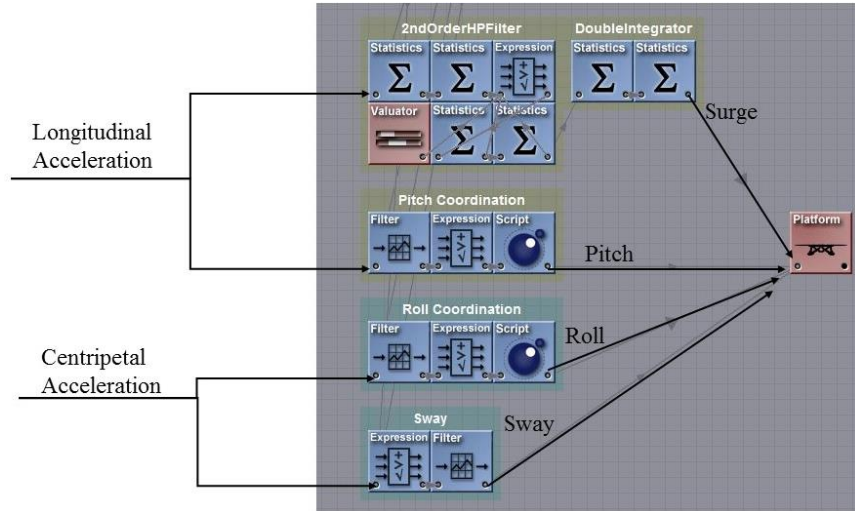 2ndOrderHPFilter
DoubleIntegrator
Statistics Statistics Expression
Statistics Statistics
Valuator Statistics Statistics
Surge
Longitudinal
Acceleration
Pitch Coordination
Filter Expression Script
Platform
Pitch
Roll Coordination
Filter Expression Script
Roll
Centripetal
Acceleration
Sway
Sway
Expression Filter